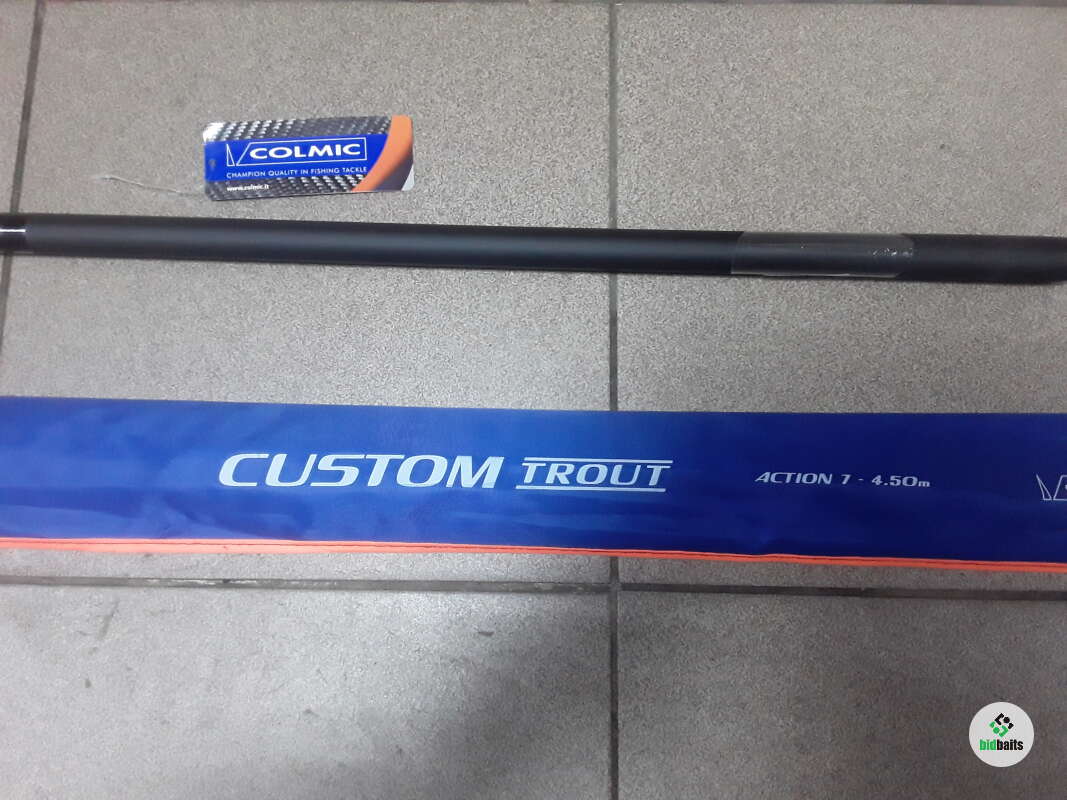 COLMIC
CHAMPION QUALITY IN FISHING TACKLE
www.colmic.it
CUSTOM TROUT ACTION 7 - 4.50m
bidbaits